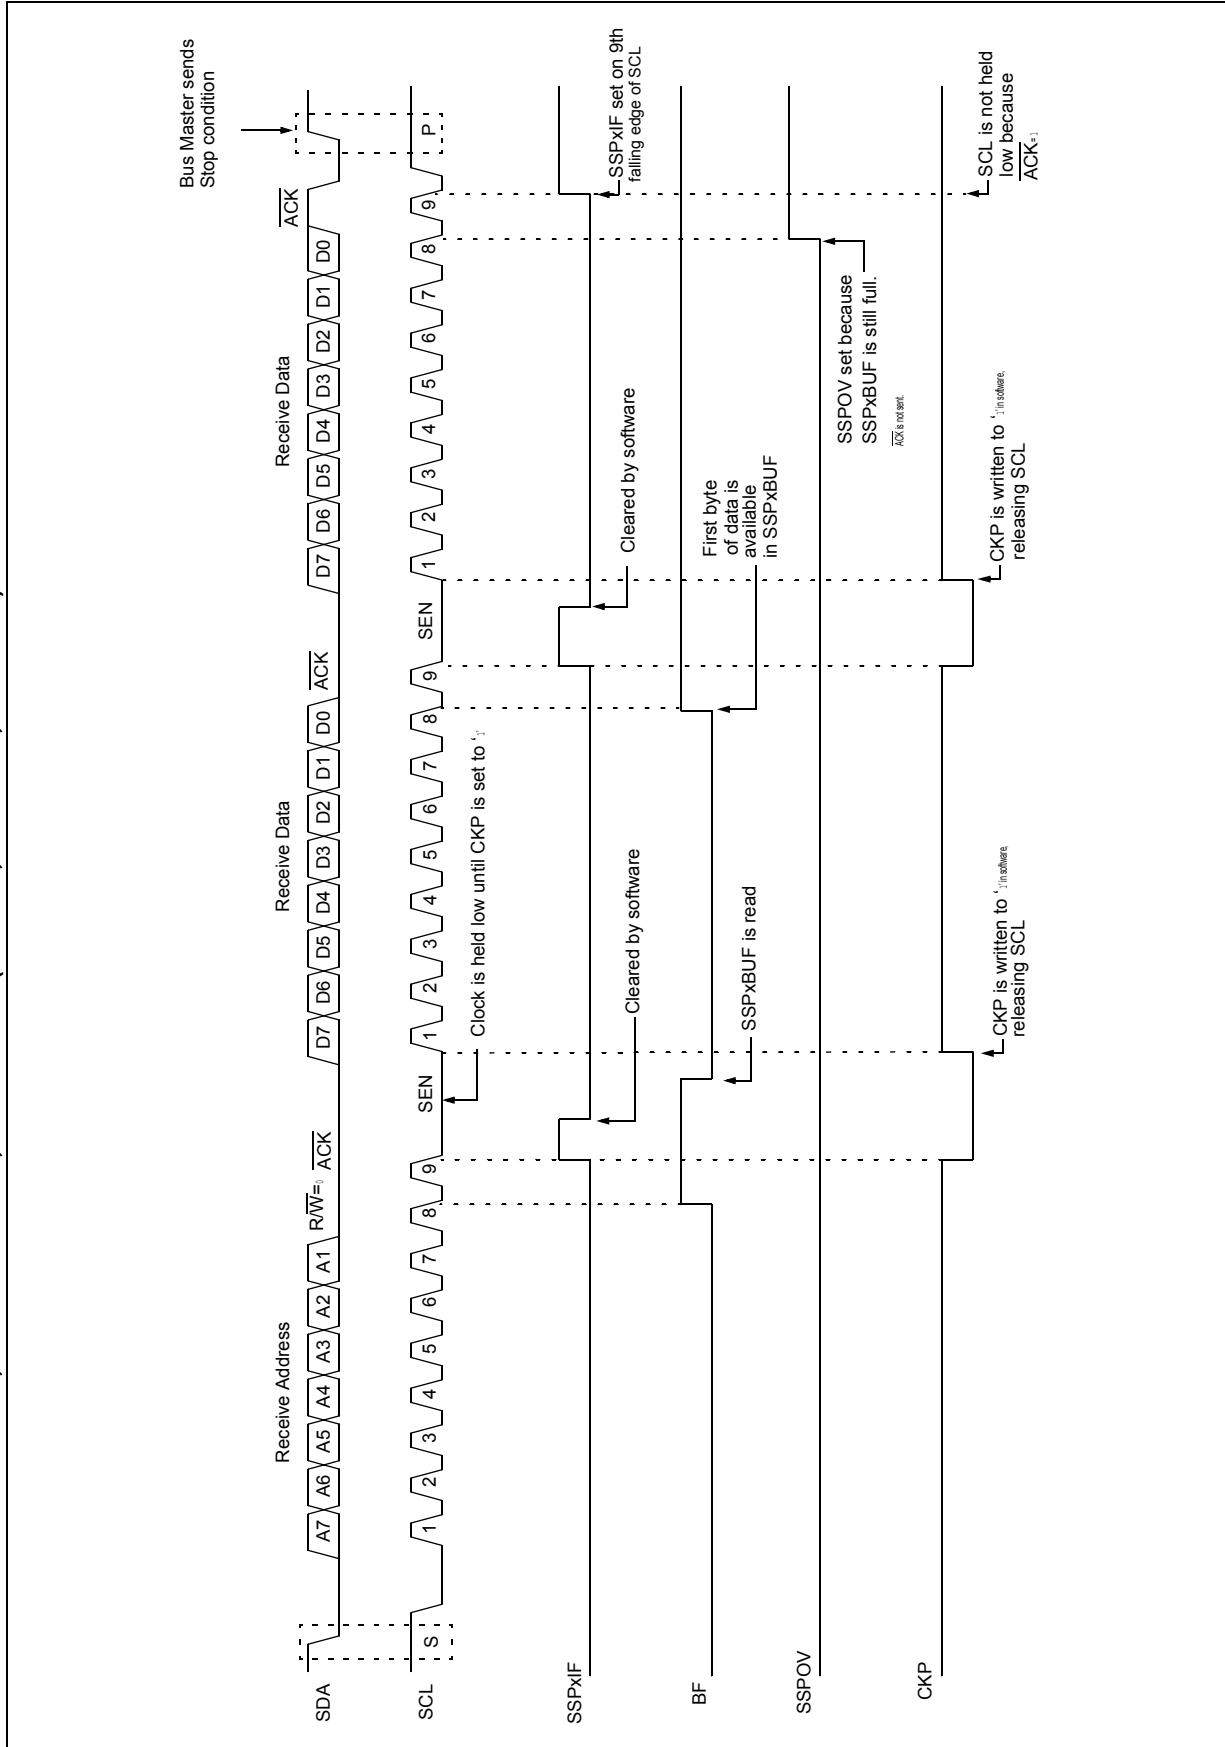 Bus Master sends
Stop condition
Receive Address
Receive Data
Receive Data
ACK
R/W=0 ACK
ACK
SDA
A7 A6 A5 A4 A3 A2 A1
D7 D6 D5 D4 D3 D2 D1 D0
D7 D6 D5 D4 D3 D2 D1 D0
SCL
S
1 2 3 4 5 6 7 8 9
SEN
1 2 3 4 5 6 7 8 9
SEN
1 2 3 4 5 6 7 8 9
P
Clock is held low until CKP is set to ‘1’
SSPxIF
Cleared by software
Cleared by software
SSPxIF set on 9th
falling edge of SCL
BF
SSPxBUF is read
First byte
of data is
available
in SSPxBUF
SSPOV
SSPOV set because
SSPxBUF is still full.
ACK is not sent.
CKP
CKP is written to ‘1’ in software,
releasing SCL
CKP is written to ‘1’ in software,
releasing SCL
SCL is not held
low because
ACK=1